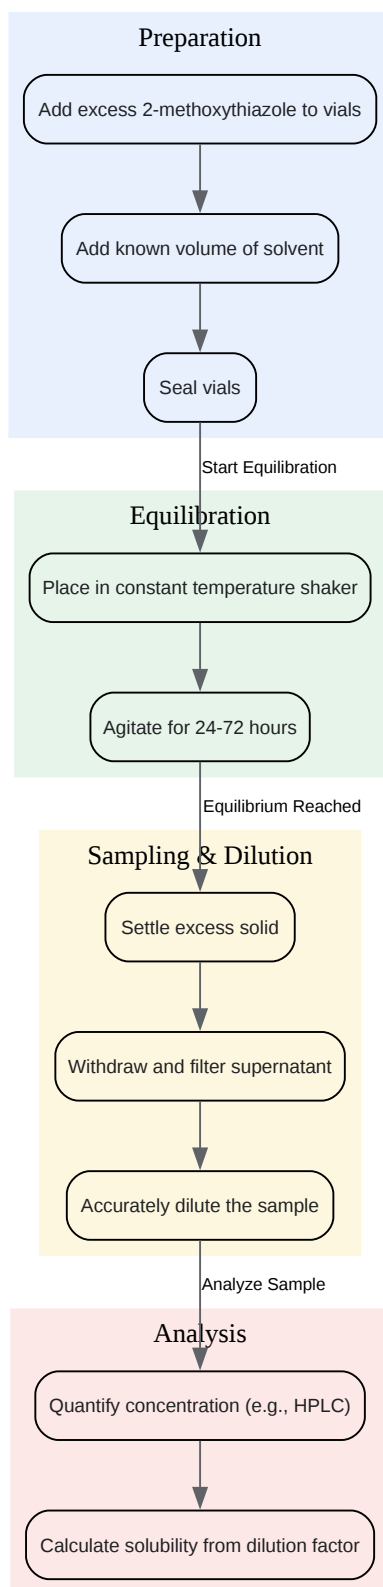 Preparation
Add excess 2-methoxythiazole to vials
Add known volume of solvent
Seal vials
Start Equilibration
Equilibration
Place in constant temperature shaker
Agitate for 24-72 hours
Equilibrium Reached
Sampling & Dilution
Settle excess solid
Withdraw and filter supernatant
Accurately dilute the sample
Analyze Sample
Analysis
Quantify concentration (e.g., HPLC)
Calculate solubility from dilution factor